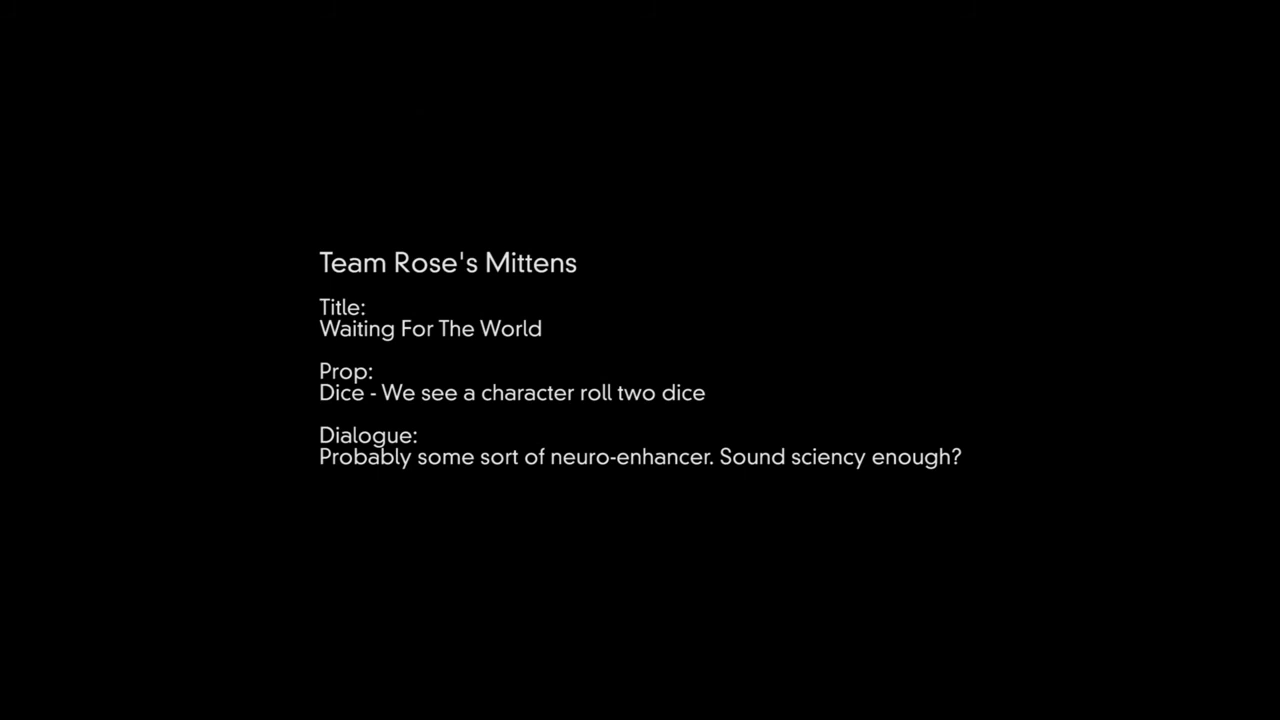 Team Rose's Mittens
Title:
Waiting For The World
Prop:
Dice - We see a character roll two dice
Dialogue:
Probably some sort of neuro-enhancer. Sound sciency enough?